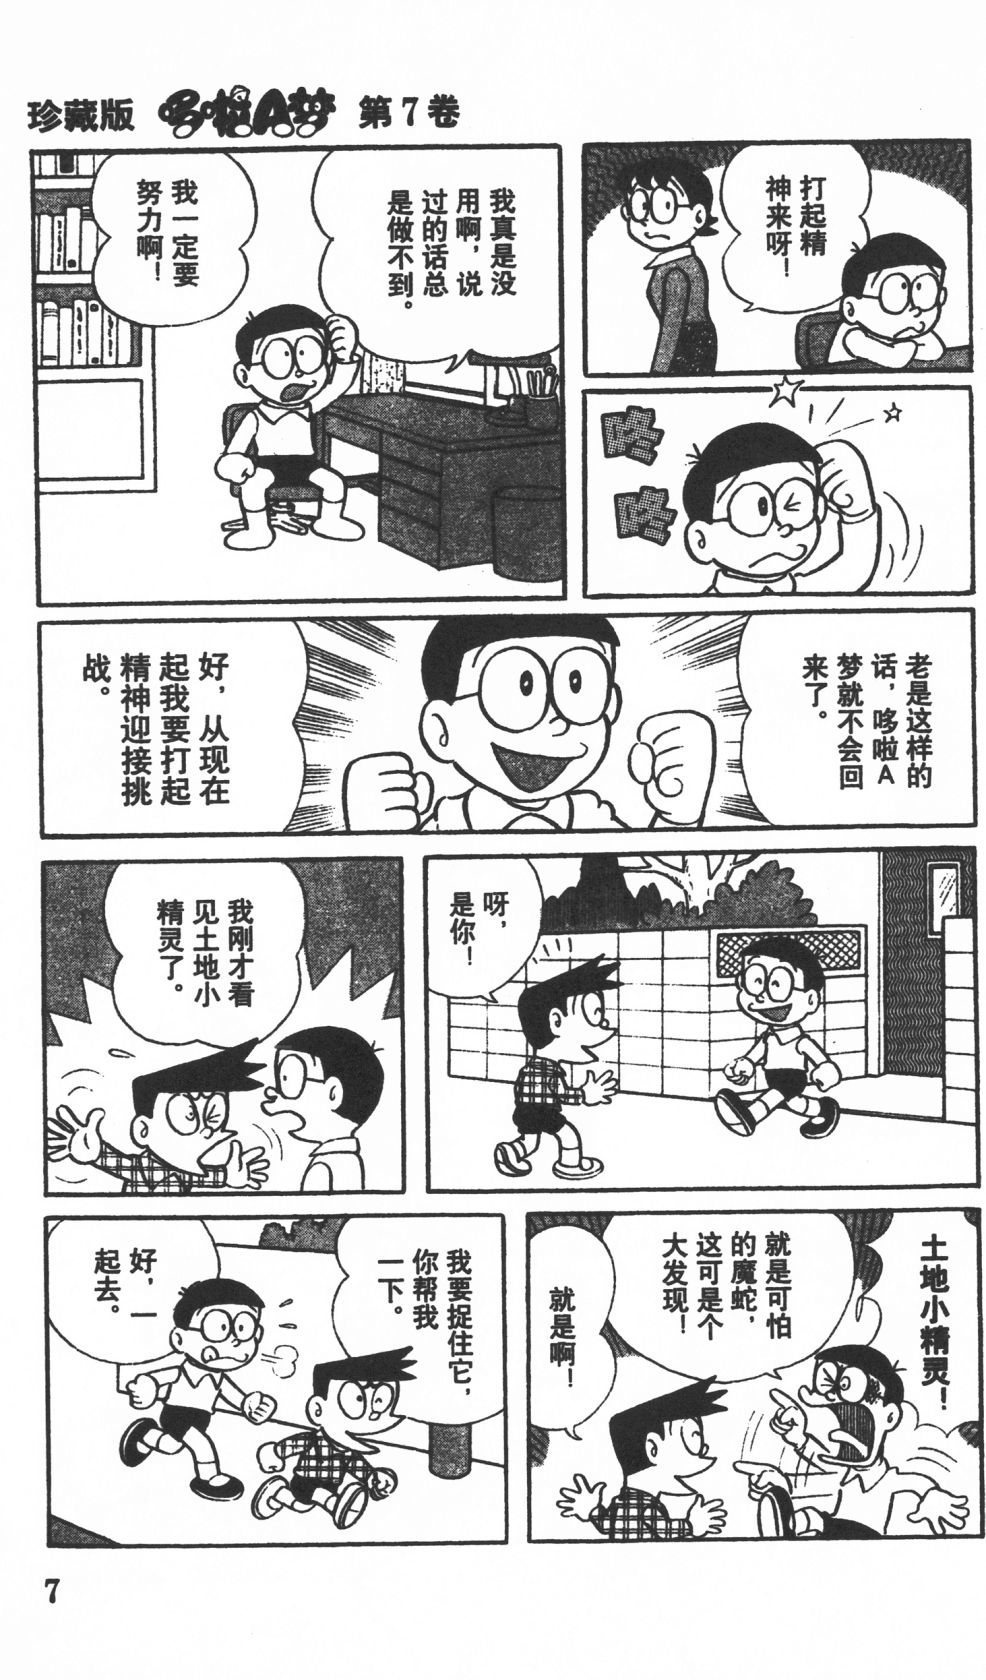 珍藏版 哆啦A梦 第7卷
打起精
神来呀！
我真是没
用啊，说
过的话总
是做不到。
我一定要
努力啊！
咚
咚
老是这样的
话，哆啦A
梦就不会回
来了。
好，从现在
起我要打起
精神迎接挑
战。
呀，
是你！
我刚才看
见土地小
精灵了。
土地小精灵！
就是可怕
的魔蛇，
这可是个
大发现！
就是啊！
我要捉住它，
你帮我
一下。
好，一
起去。
7